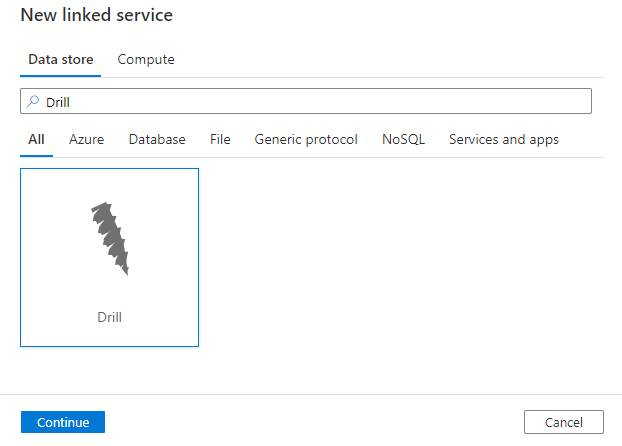 New linked service
Data store Compute
Drill
All Azure Database File Generic protocol NoSQL Services and apps
Drill
Continue Cancel